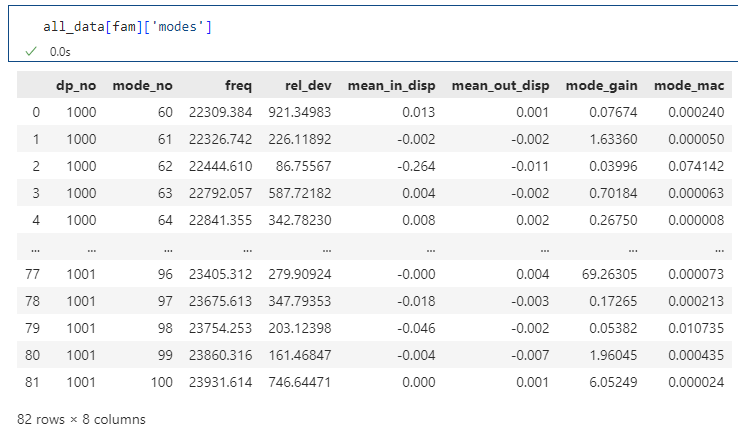 all_data[fam]['modes']
✓ 0.0s
dp_no mode_no freq rel_dev mean_in_disp mean_out_disp mode_gain mode_mac
0 1000 60 22309.384 921.34983 0.013 0.001 0.07674 0.000240
1 1000 61 22326.742 226.11892 -0.002 -0.002 1.63360 0.000050
2 1000 62 22444.610 86.75567 -0.264 -0.011 0.03996 0.074142
3 1000 63 22792.057 587.72182 0.004 -0.002 0.70184 0.000063
4 1000 64 22841.355 342.78230 0.008 0.002 0.26750 0.000008
... ... ... ... ... ... ... ... ...
77 1001 96 23405.312 279.90924 -0.000 0.004 69.26305 0.000073
78 1001 97 23675.613 347.79353 -0.018 -0.003 0.17265 0.000213
79 1001 98 23754.253 203.12398 -0.046 -0.002 0.05382 0.010735
80 1001 99 23860.316 161.46847 -0.004 -0.007 1.96045 0.000435
81 1001 100 23931.614 746.64471 0.000 0.001 6.05249 0.000024
82 rows × 8 columns